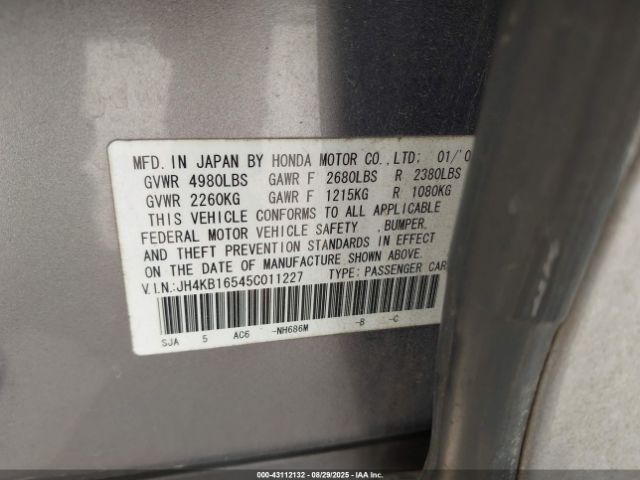 MFD. IN JAPAN BY HONDA MOTOR CO.,LTD; 01/'0
GVWR 4980LBS GAWR F 2680LBS R 2380LBS
GVWR 2260KG GAWR F 1215KG R 1080KG
THIS VEHICLE CONFORMS TO ALL APPLICABLE
FEDERAL MOTOR VEHICLE SAFETY ,BUMPER,
AND THEFT PREVENTION STANDARDS IN EFFECT
ON THE DATE OF MANUFACTURE SHOWN ABOVE.
V.I.N.:JH4KB16545C011227 TYPE: PASSENGER CAR
SJA 5 AC6 -NH686M -B -C
00-43112132 - 08/29/2025 - IAA Inc.